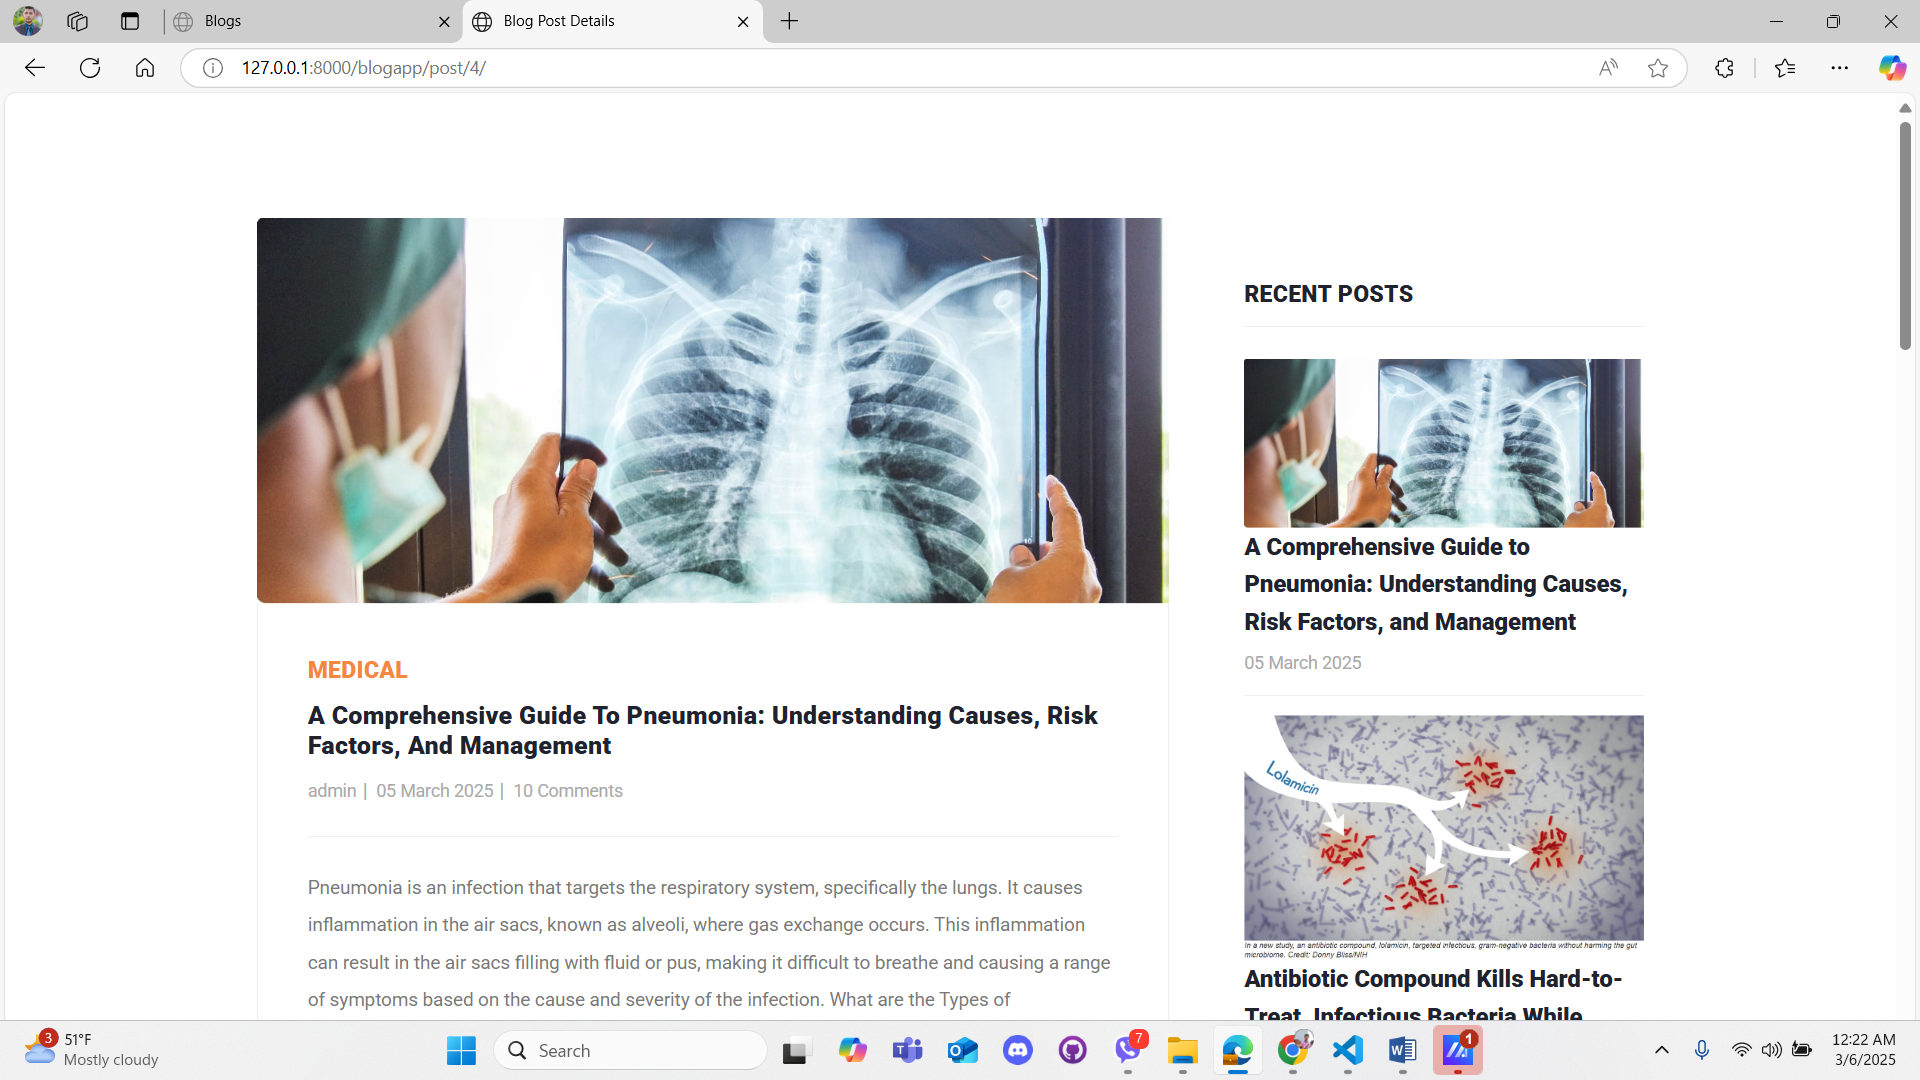 Blogs
Blog Post Details
127.0.0.1:8000/blogapp/post/4/
RECENT POSTS
A Comprehensive Guide to
Pneumonia: Understanding Causes,
Risk Factors, and Management
05 March 2025
Lolamicin
In a new study, an antibiotic compound, lolamicin, targeted infectious, gram-negative bacteria without harming the gut
microbiome. Credit: Donny Bliss/NIH
Antibiotic Compound Kills Hard-to-
Treat, Infectious Bacteria While
MEDICAL
A Comprehensive Guide To Pneumonia: Understanding Causes, Risk
Factors, And Management
admin | 05 March 2025 | 10 Comments
Pneumonia is an infection that targets the respiratory system, specifically the lungs. It causes
inflammation in the air sacs, known as alveoli, where gas exchange occurs. This inflammation
can result in the air sacs filling with fluid or pus, making it difficult to breathe and causing a range
of symptoms based on the cause and severity of the infection. What are the Types of
3
51°F
Mostly cloudy
Search
7
1
12:22 AM
3/6/2025